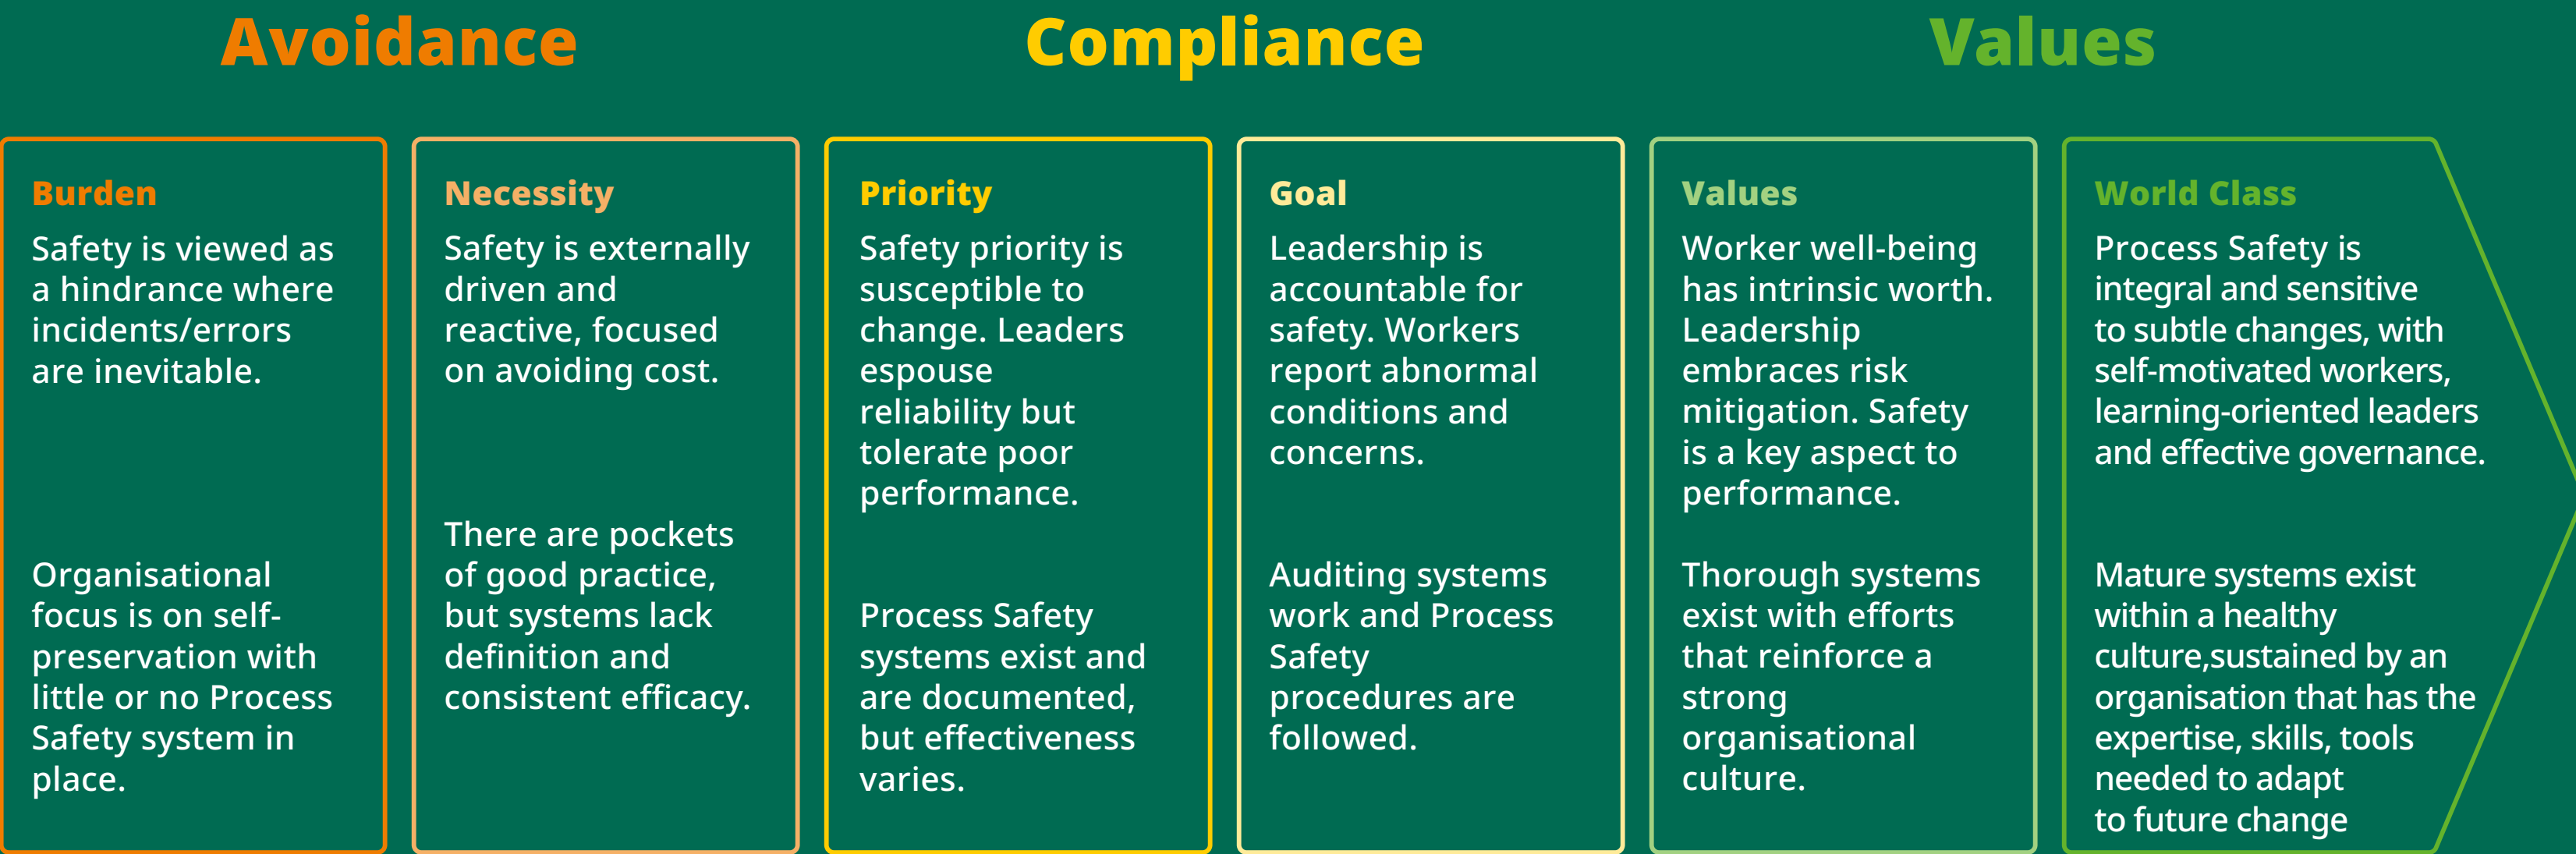 Avoidance
Compliance
Values
Burden
Safety is viewed as
a hindrance where
incidents/errors
are inevitable.
Organisational
focus is on self-
preservation with
little or no Process
Safety system in
place.
Necessity
Safety is externally
driven and
reactive, focused
on avoiding cost.
There are pockets
of good practice,
but systems lack
definition and
consistent efficacy.
Priority
Safety priority is
susceptible to
change. Leaders
espouse
reliability but
tolerate poor
performance.
Process Safety
systems exist and
are documented,
but effectiveness
varies.
Goal
Leadership is
accountable for
safety. Workers
report abnormal
conditions and
concerns.
Auditing systems
work and Process
Safety
procedures are
followed.
Values
Worker well-being
has intrinsic worth.
Leadership
embraces risk
mitigation. Safety
is a key aspect to
performance.
Thorough systems
exist with efforts
that reinforce a
strong
organisational
culture.
World Class
Process Safety is
integral and sensitive
to subtle changes, with
self-motivated workers,
learning-oriented leaders
and effective governance.
Mature systems exist
within a healthy
culture,sustained by an
organisation that has the
expertise, skills, tools
needed to adapt
to future change